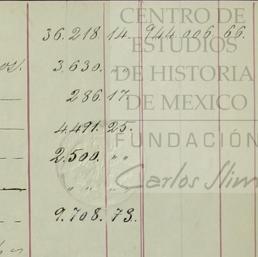 CENTRO DE
36.218 14. 944.006 66.
ESTUDIOS
3.630. " "
DE HISTORIA
286 17.
DE MEXICO
4.491. 25.
FUNDACIÓN
2.500. " "
Carlos Slim
" " " "
9.708. 73.